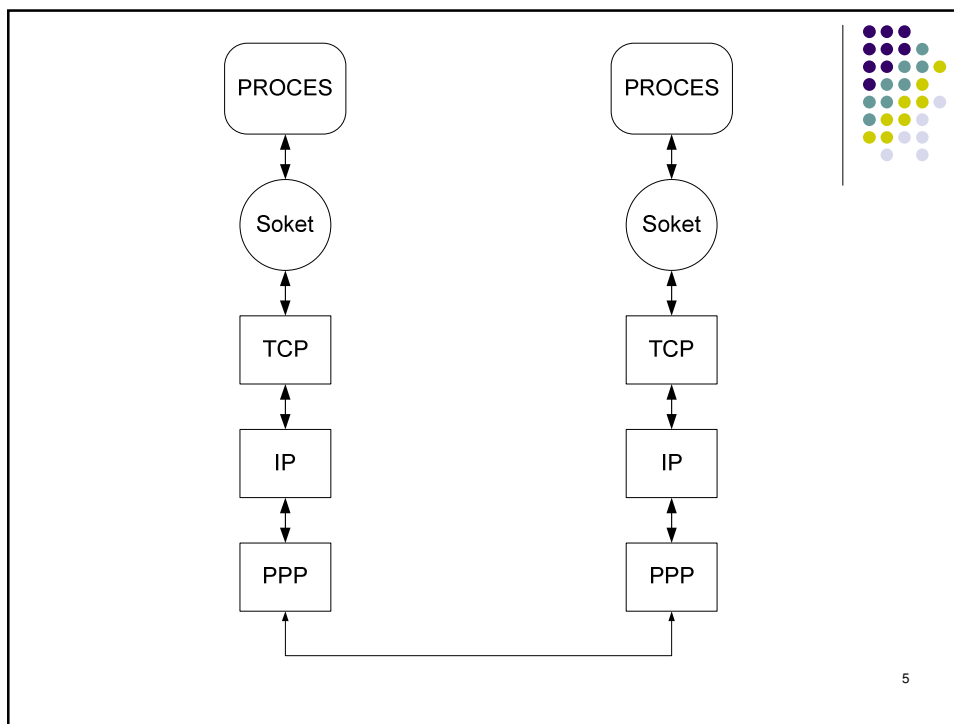 PROCES
PROCES
Soket
Soket
TCP
TCP
IP
IP
PPP
PPP
5